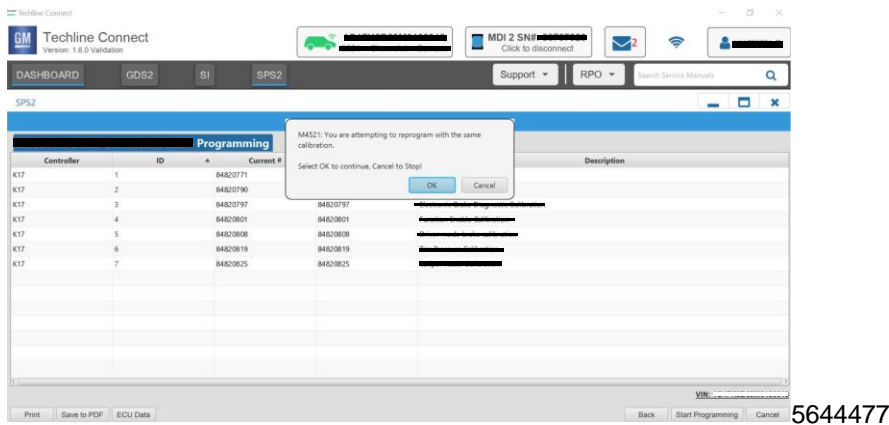 Techline Connect
GM
Techline Connect
Version: 1.6.0 Validation
MDI 2 SN#:
Click to disconnect
2
DASHBOARD GDS2 SI SPS2 Support RPO Search Service Manuals
SPS2
Programming
M4521: You are attempting to reprogram with the same
calibration.
Select OK to continue, Cancel to Stop!
OK Cancel
Controller ID Current # Description
K17 1 84820771
K17 2 84820790
K17 3 84820797 84820797
K17 4 84820801 84820801
K17 5 84820808 84820808
K17 6 84820819 84820819
K17 7 84820825 84820825
VIN:
Print Save to PDF ECU Data Back Start Programming Cancel
5644477